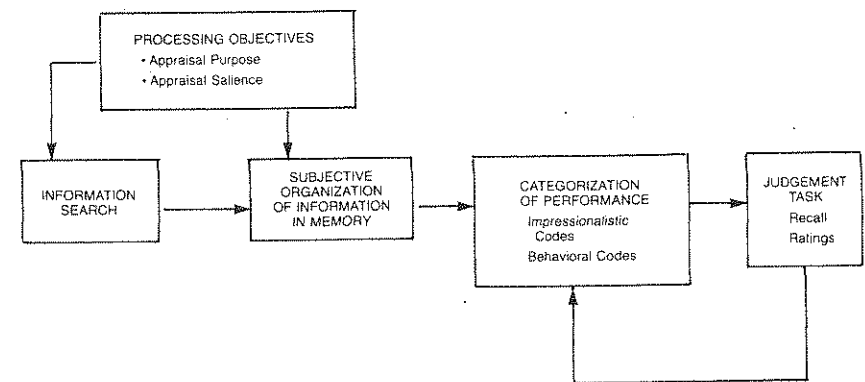 PROCESSING OBJECTIVES
• Appraisal Purpose
• Appraisal Salience
INFORMATION
SEARCH
SUBJECTIVE
ORGANIZATION
OF INFORMATION
IN MEMORY
CATEGORIZATION
OF PERFORMANCE
Impressionalistic
Codes
Behavioral Codes
JUDGEMENT
TASK
Recall
Ratings